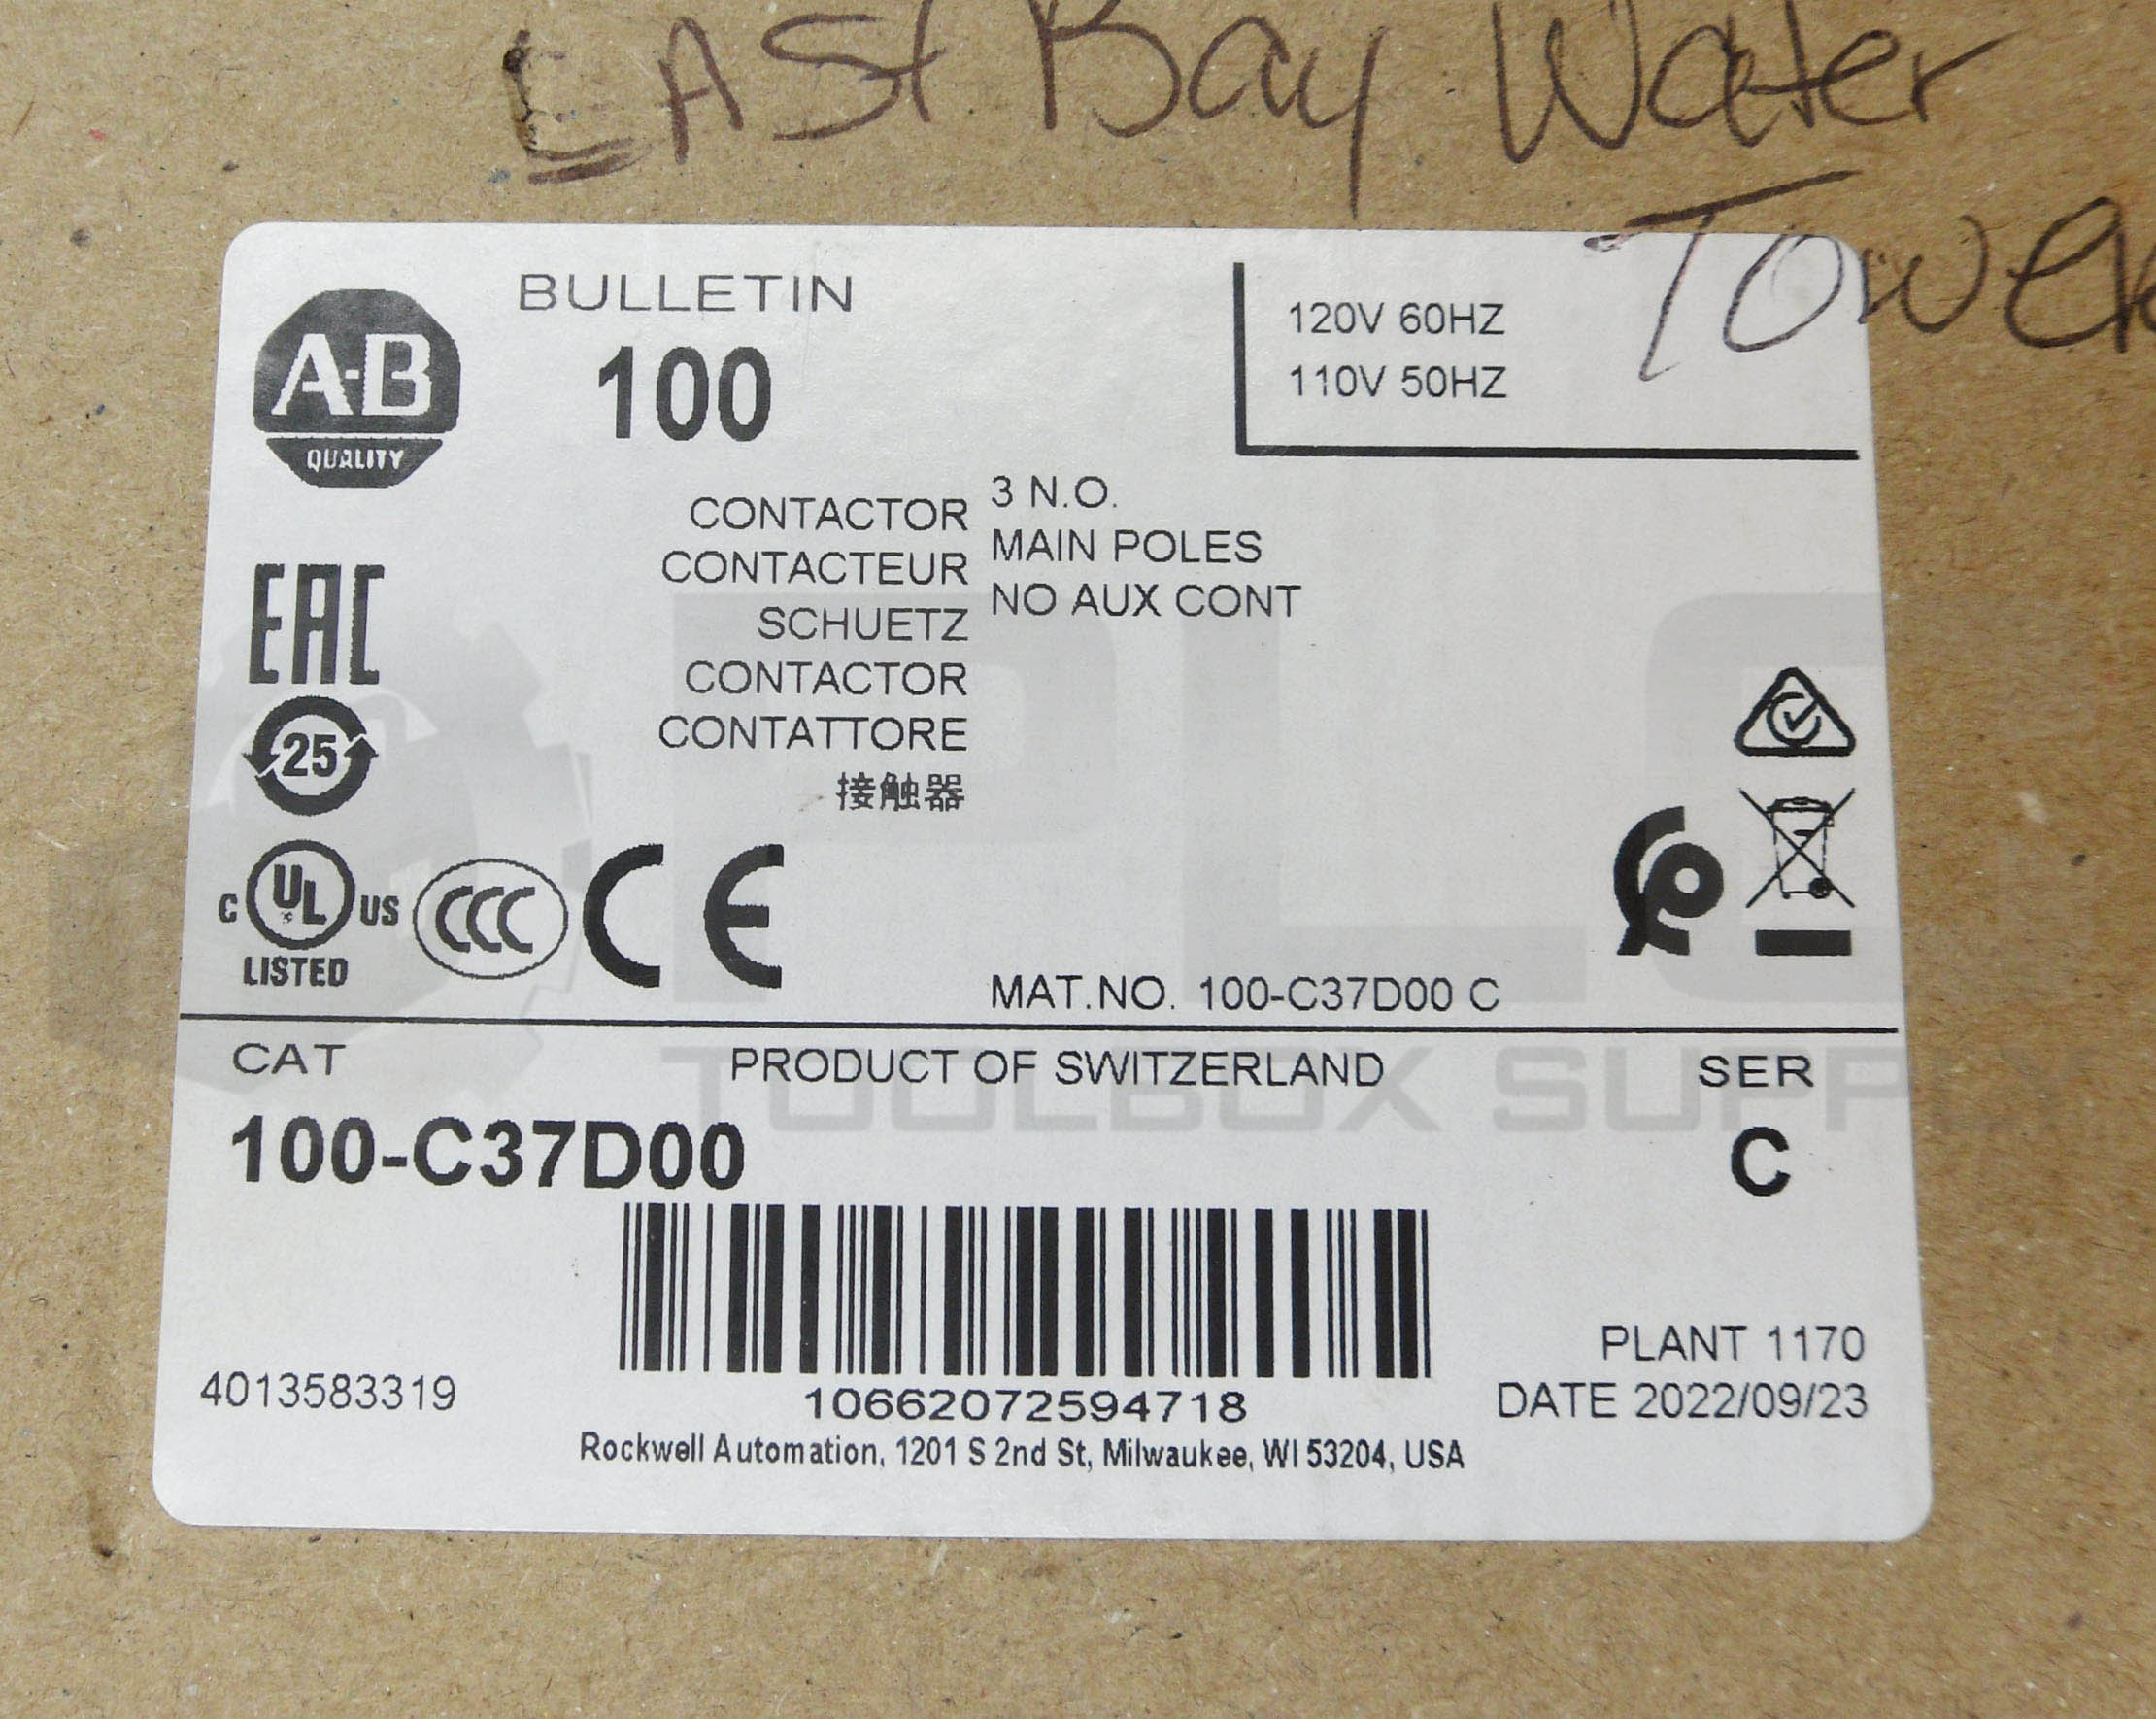 EAST Bay Water
Tower
BULLETIN
100
120V 60HZ
110V 50HZ
A-B
QUALITY
CONTACTOR
CONTACTEUR
SCHUETZ
CONTACTOR
CONTATTORE
接触器
3 N.O.
MAIN POLES
NO AUX CONT
EAC
25
C UL US
LISTED
CCC
CE
MAT.NO. 100-C37D00 C
CAT
PRODUCT OF SWITZERLAND
SER
100-C37D00
C
PLC
TOOLBOX SUPP
4013583319
10662072594718
PLANT 1170
DATE 2022/09/23
Rockwell Automation, 1201 S 2nd St, Milwaukee, WI 53204, USA